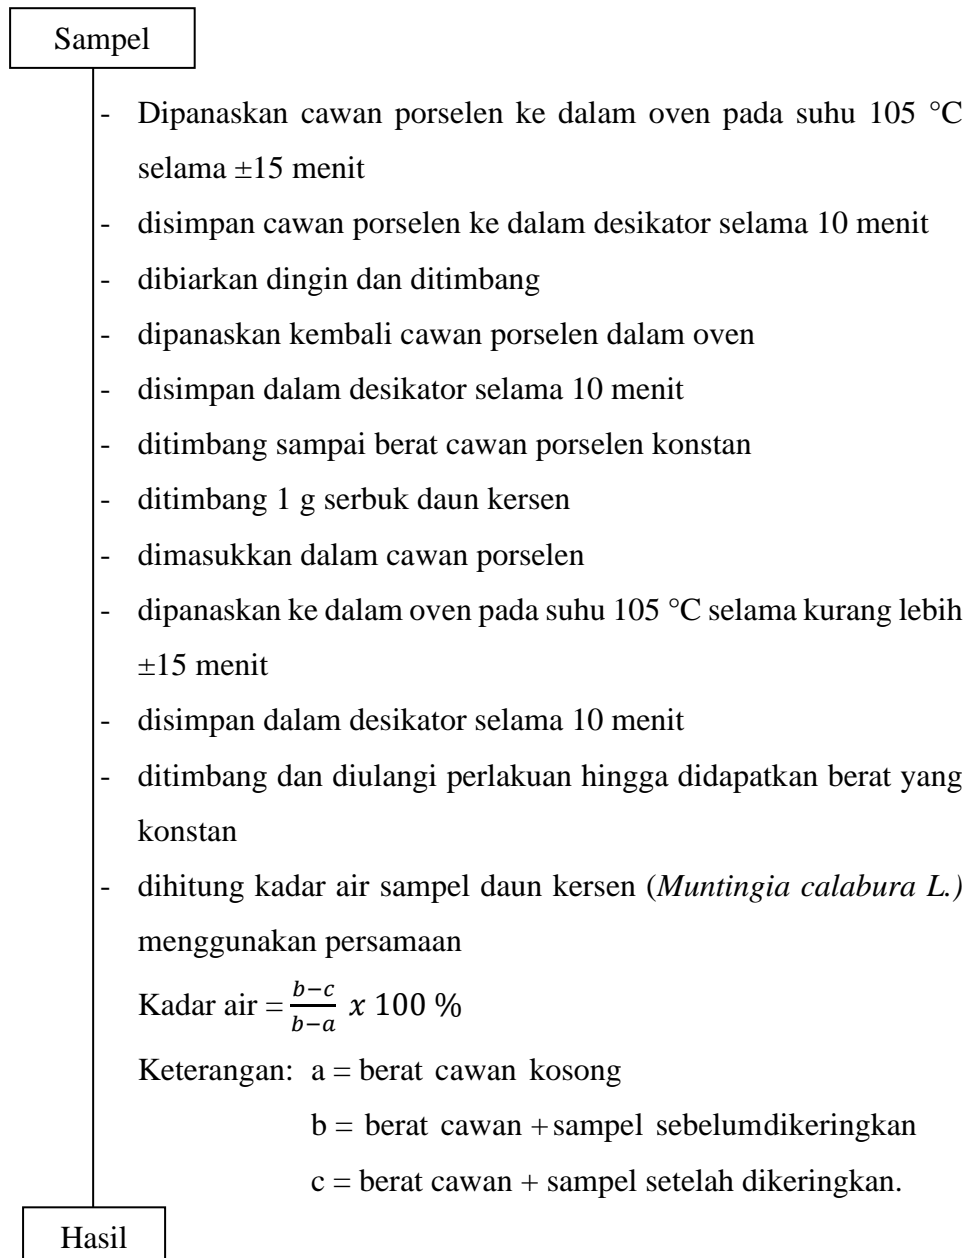 Sampel
- Dipanaskan cawan porselen ke dalam oven pada suhu 105 °C
selama ±15 menit
- disimpan cawan porselen ke dalam desikator selama 10 menit
- dibiarkan dingin dan ditimbang
- dipanaskan kembali cawan porselen dalam oven
- disimpan dalam desikator selama 10 menit
- ditimbang sampai berat cawan porselen konstan
- ditimbang 1 g serbuk daun kersen
- dimasukkan dalam cawan porselen
- dipanaskan ke dalam oven pada suhu 105 °C selama kurang lebih
±15 menit
- disimpan dalam desikator selama 10 menit
- ditimbang dan diulangi perlakuan hingga didapatkan berat yang
konstan
- dihitung kadar air sampel daun kersen (Muntingia calabura L.)
menggunakan persamaan
Kadar air = \frac{b−c}{b−a} x 100 %
Keterangan: a = berat cawan kosong
b = berat cawan + sampel sebelumdikeringkan
c = berat cawan + sampel setelah dikeringkan.
Hasil